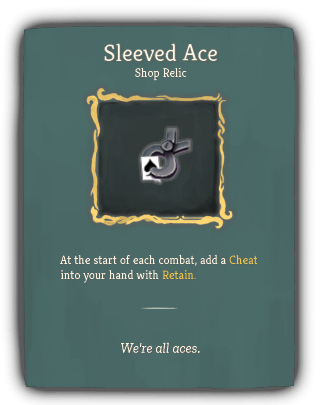 Sleeved Ace
Shop Relic
At the start of each combat, add a Cheat
into your hand with Retain.
We're all aces.